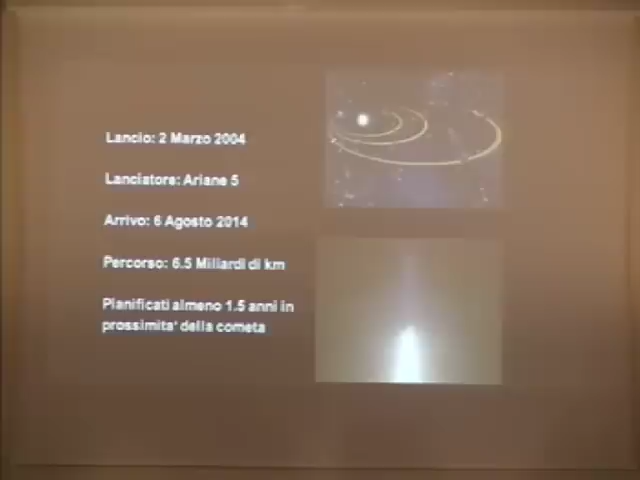 Lancio: 2 Marzo 2004
Lanciatore: Ariane 5
Arrivo: 6 Agosto 2014
Percorso: 6.5 Miliardi di km
Planificati almeno 1.5 anni in
prossimita' della cometa